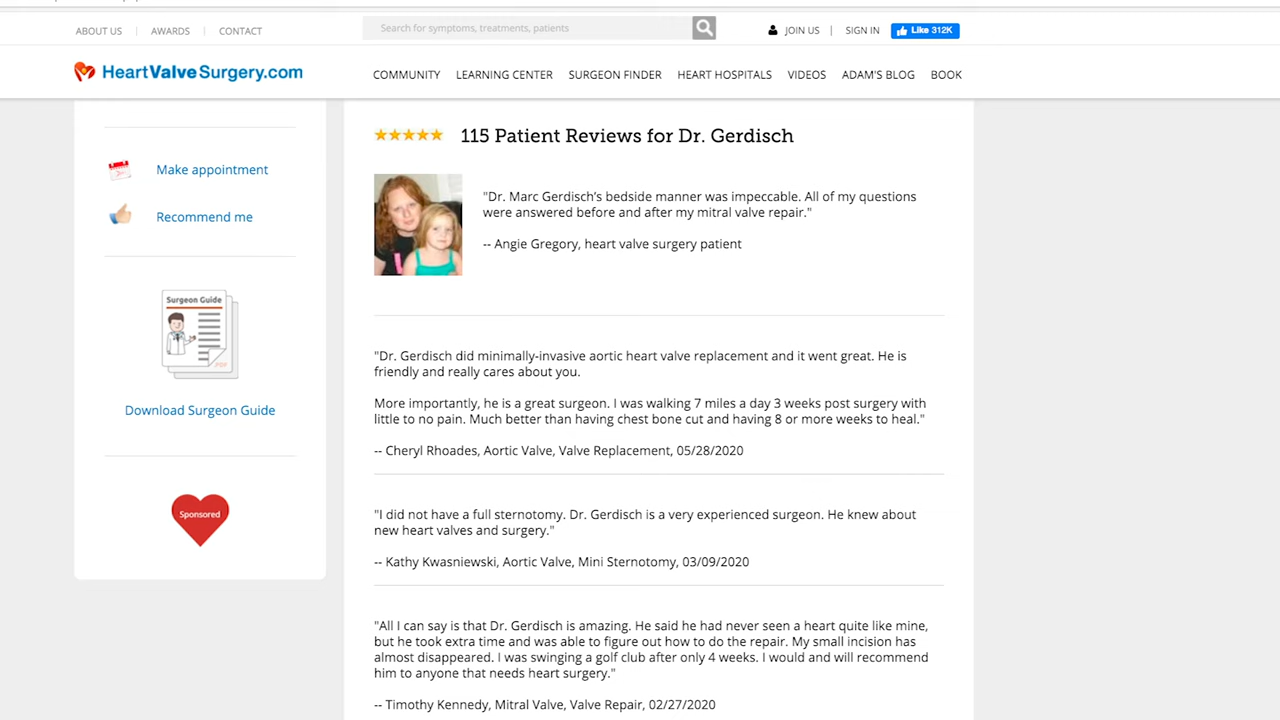 ABOUT US
AWARDS
CONTACT
Search for symptoms, treatments, patients
JOIN US
SIGN IN
Like 312K
HeartValveSurgery.com
COMMUNITY
LEARNING CENTER
SURGEON FINDER
HEART HOSPITALS
VIDEOS
ADAM'S BLOG
BOOK
Make appointment
Recommend me
Surgeon Guide
PDF
Download Surgeon Guide
Sponsored
115 Patient Reviews for Dr. Gerdisch
"Dr. Marc Gerdisch's bedside manner was impeccable. All of my questions
were answered before and after my mitral valve repair."
-- Angie Gregory, heart valve surgery patient
"Dr. Gerdisch did minimally-invasive aortic heart valve replacement and it went great. He is
friendly and really cares about you.
More importantly, he is a great surgeon. I was walking 7 miles a day 3 weeks post surgery with
little to no pain. Much better than having chest bone cut and having 8 or more weeks to heal."
-- Cheryl Rhoades, Aortic Valve, Valve Replacement, 05/28/2020
"I did not have a full sternotomy. Dr. Gerdisch is a very experienced surgeon. He knew about
new heart valves and surgery."
-- Kathy Kwasniewski, Aortic Valve, Mini Sternotomy, 03/09/2020
"All I can say is that Dr. Gerdisch is amazing. He said he had never seen a heart quite like mine,
but he took extra time and was able to figure out how to do the repair. My small incision has
almost disappeared. I was swinging a golf club after only 4 weeks. I would and will recommend
him to anyone that needs heart surgery."
-- Timothy Kennedy, Mitral Valve, Valve Repair, 02/27/2020